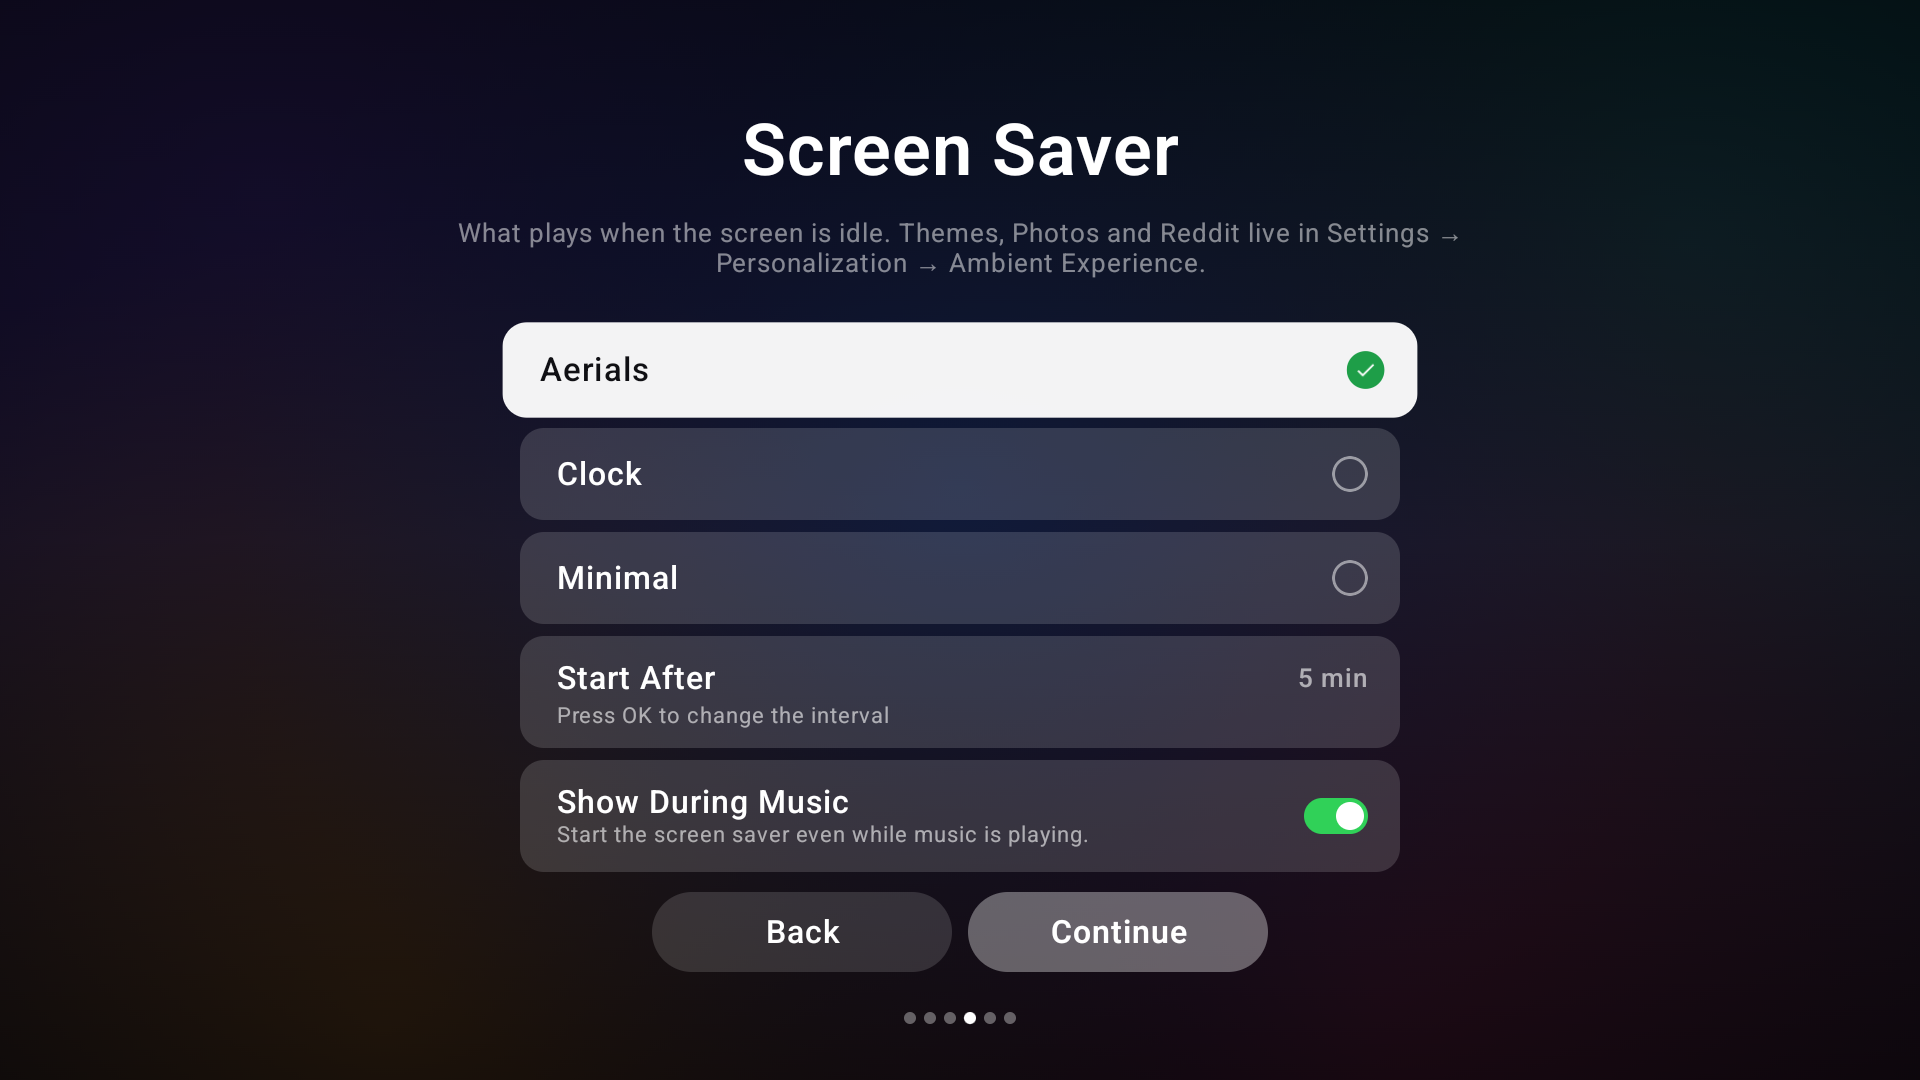 Screen Saver
What plays when the screen is idle. Themes, Photos and Reddit live in Settings →
Personalization → Ambient Experience.
Aerials
Clock
Minimal
Start After
5 min
Press OK to change the interval
Show During Music
Start the screen saver even while music is playing.
Back
Continue